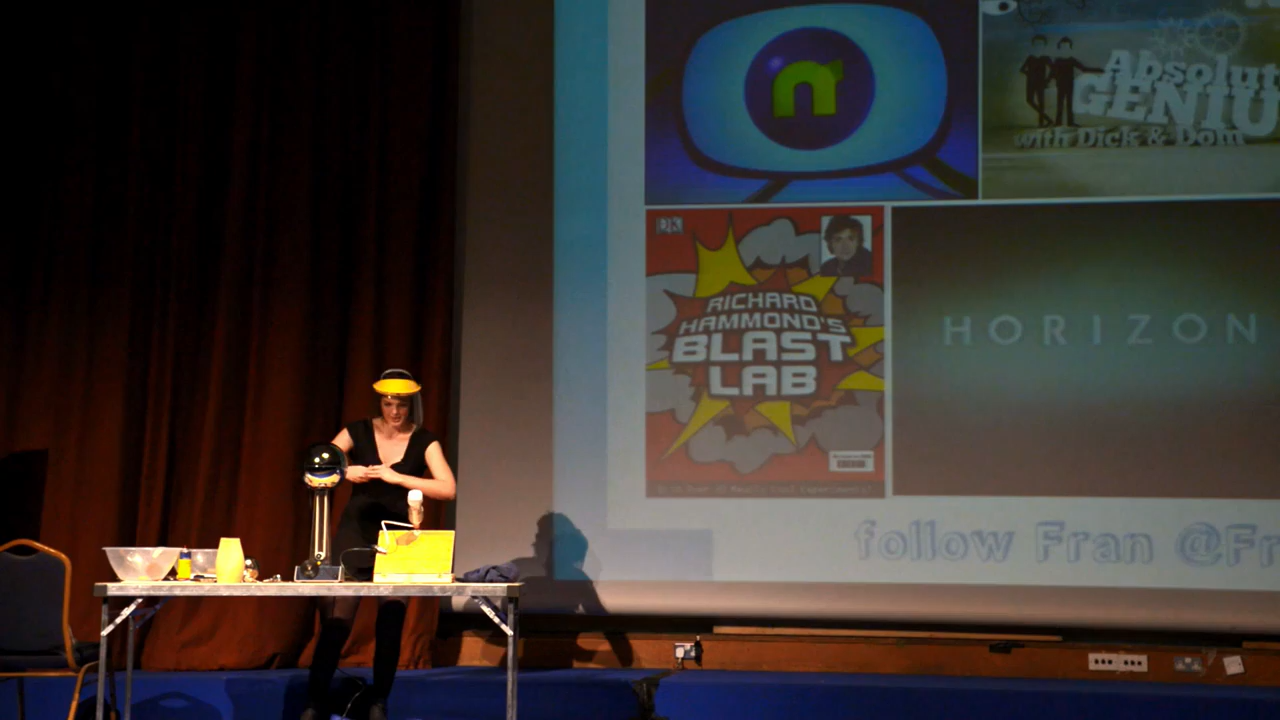 n
Absolut
GENIU
with Dick & Dom
DK
RICHARD
HAMMOND'S
BLAST
LAB
HORIZON
follow Fran @Fr